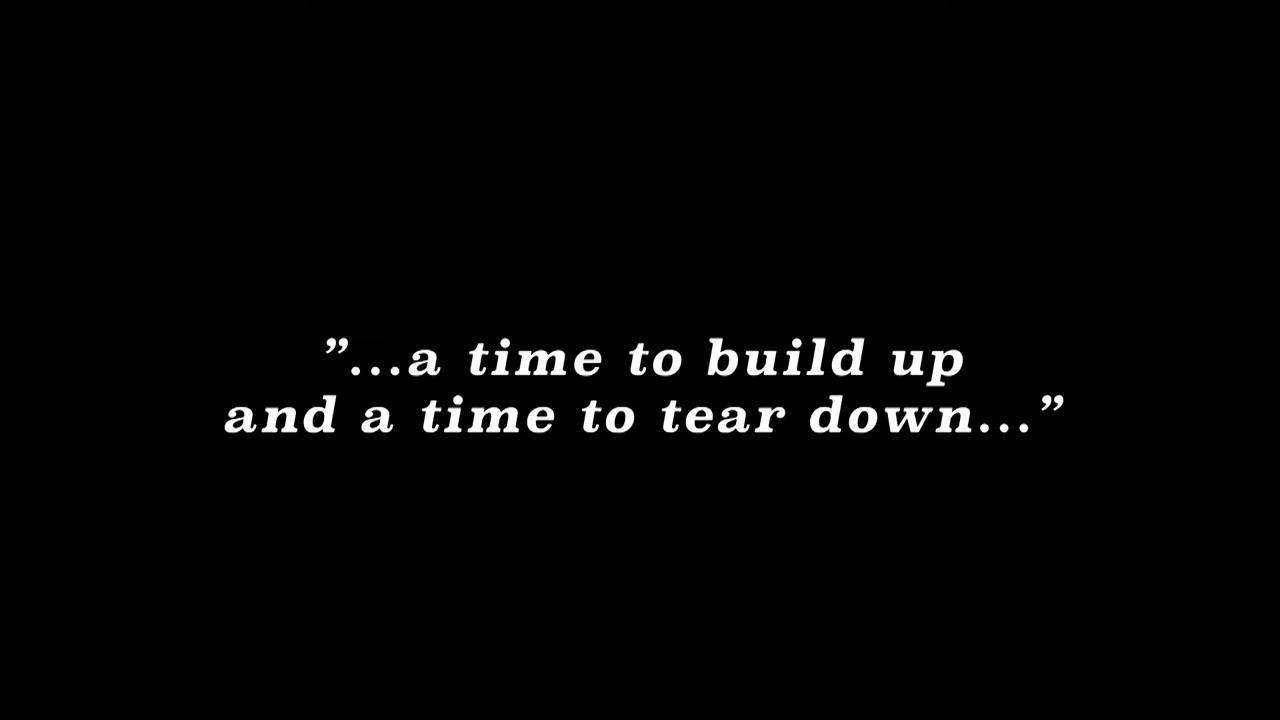 ”...a time to build up
and a time to tear down...”